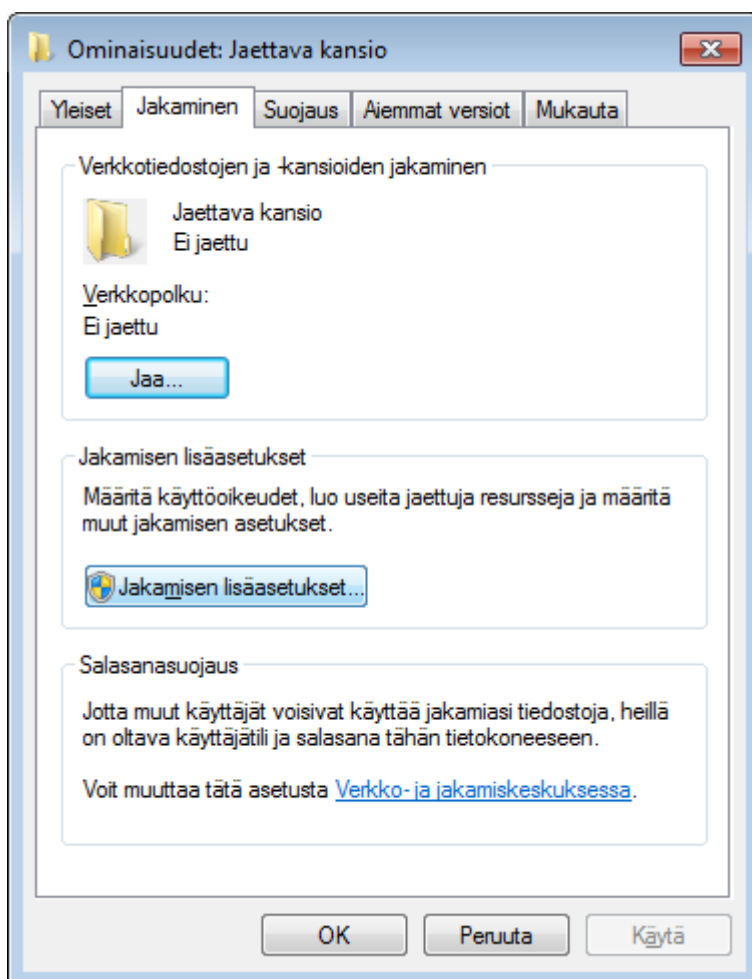 Ominaisuudet: Jaettava kansio
Yleiset Jakaminen Suojaus Aiemmat versiot Mukauta
Verkkotiedostojen ja -kansioiden jakaminen
Jaettava kansio
Ei jaettu
Verkkopolku:
Ei jaettu
Jaa...
Jakamisen lisäasetukset
Määritä käyttöoikeudet, luo useita jaettuja resursseja ja määritä
muut jakamisen asetukset.
Jakamisen lisäasetukset...
Salasanasuojaus
Jotta muut käyttäjät voisivat käyttää jakamiasi tiedostoja, heillä
on oltava käyttäjätili ja salasana tähän tietokoneeseen.
Voit muuttaa tätä asetusta Verkko- ja jakamiskeskuksessa.
OK Peruuta Käytä